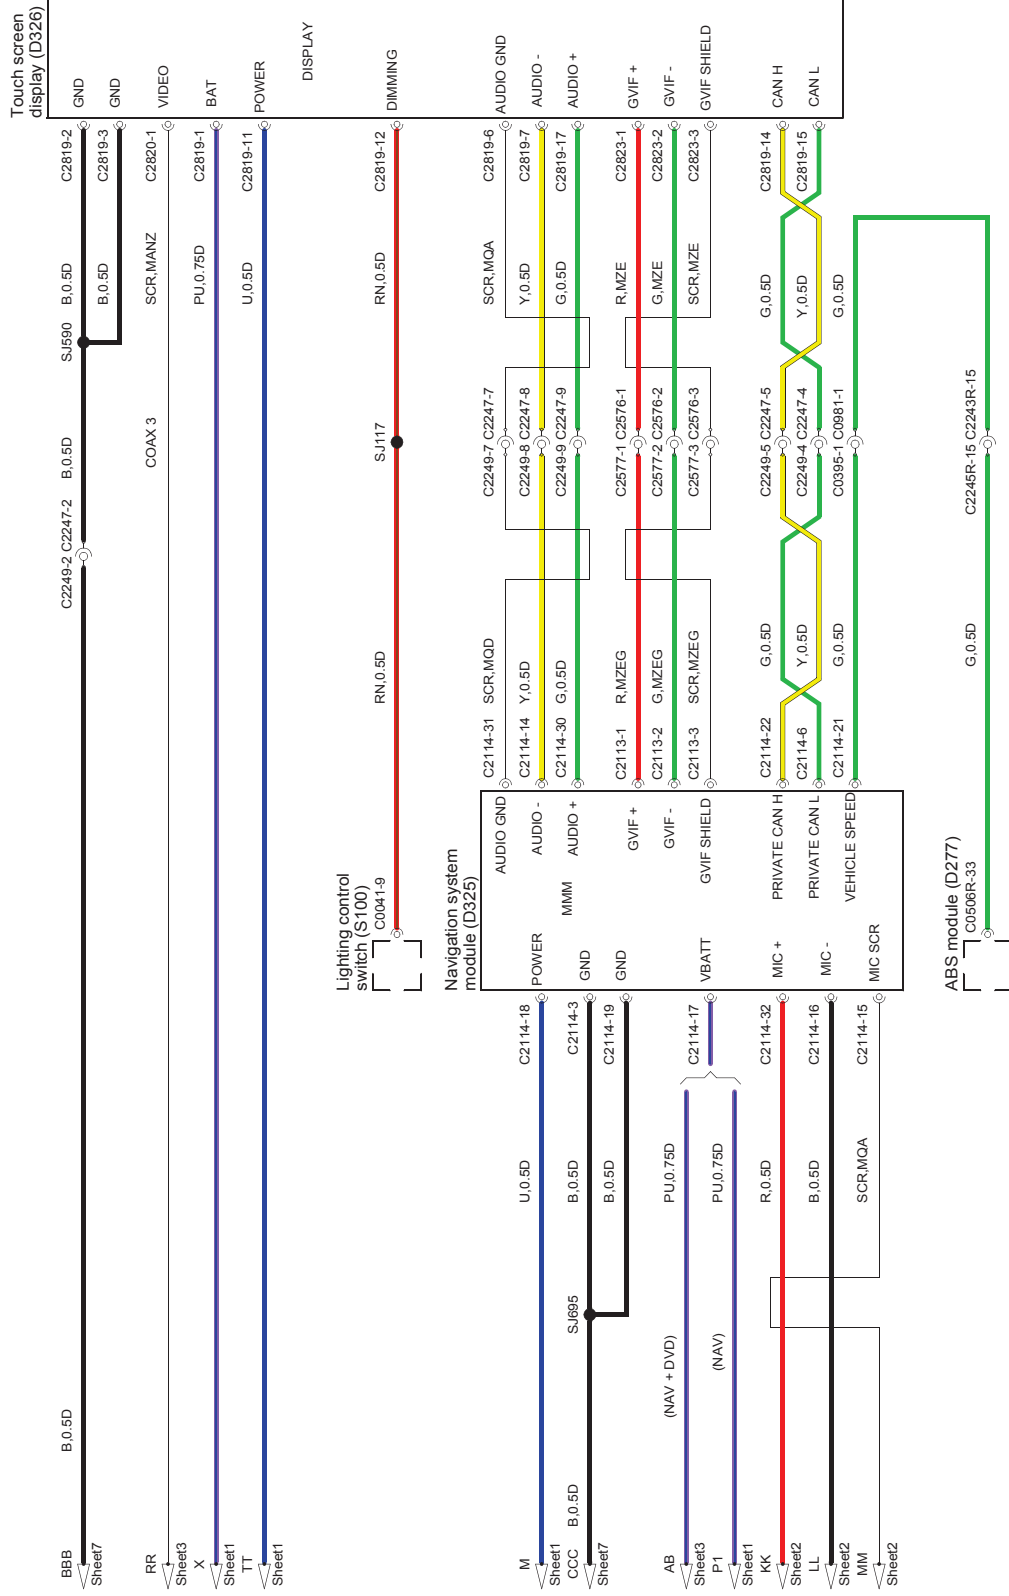 Touch screen
display (D326)
GND
GND
VIDEO
BAT
POWER
DISPLAY
DIMMING
AUDIO GND
AUDIO -
AUDIO +
GVIF +
GVIF -
GVIF SHIELD
CAN H
CAN L
C2819-2
C2819-3
C2820-1
C2819-1
C2819-11
C2819-12
C2819-6
C2819-7
C2819-17
C2823-1
C2823-2
C2823-3
C2819-14
C2819-15
B,0.5D
B,0.5D
SCR,MANZ
PU,0.75D
U,0.5D
RN,0.5D
SCR,MQA
Y,0.5D
G,0.5D
R,MZE
G,MZE
SCR,MZE
G,0.5D
Y,0.5D
G,0.5D
SJ590
B,0.5D
COAX 3
SJ117
C2249-2 C2247-2
C2249-7 C2247-7
C2249-8 C2247-8
C2249-9 C2247-9
C2577-1 C2576-1
C2577-2 C2576-2
C2577-3 C2576-3
C2249-5 C2247-5
C2249-4 C2247-4
C0395-1 C0981-1
C2245R-15 C2243R-15
RN,0.5D
SCR,MQD
Y,0.5D
G,0.5D
R,MZEG
G,MZEG
SCR,MZEG
G,0.5D
Y,0.5D
G,0.5D
G,0.5D
C2114-31
C2114-14
C2114-30
C2113-1
C2113-2
C2113-3
C2114-22
C2114-6
C2114-21
Lighting control
switch (S100)
C0041-9
Navigation system
module (D325)
AUDIO GND
AUDIO -
AUDIO +
GVIF +
GVIF -
GVIF SHIELD
PRIVATE CAN H
PRIVATE CAN L
VEHICLE SPEED
MMM
POWER
GND
GND
VBATT
MIC +
MIC -
MIC SCR
ABS module (D277)
C0506R-33
C2114-18
C2114-3
C2114-19
C2114-17
C2114-32
C2114-16
C2114-15
U,0.5D
B,0.5D
B,0.5D
PU,0.75D
PU,0.75D
R,0.5D
B,0.5D
SCR,MQA
SJ695
(NAV + DVD)
(NAV)
B,0.5D
B,0.5D
BBB
Sheet7
RR
Sheet3
X
Sheet1
TT
Sheet1
M
Sheet1
CCC
Sheet7
AB
Sheet3
P1
Sheet1
KK
Sheet2
LL
Sheet2
MM
Sheet2